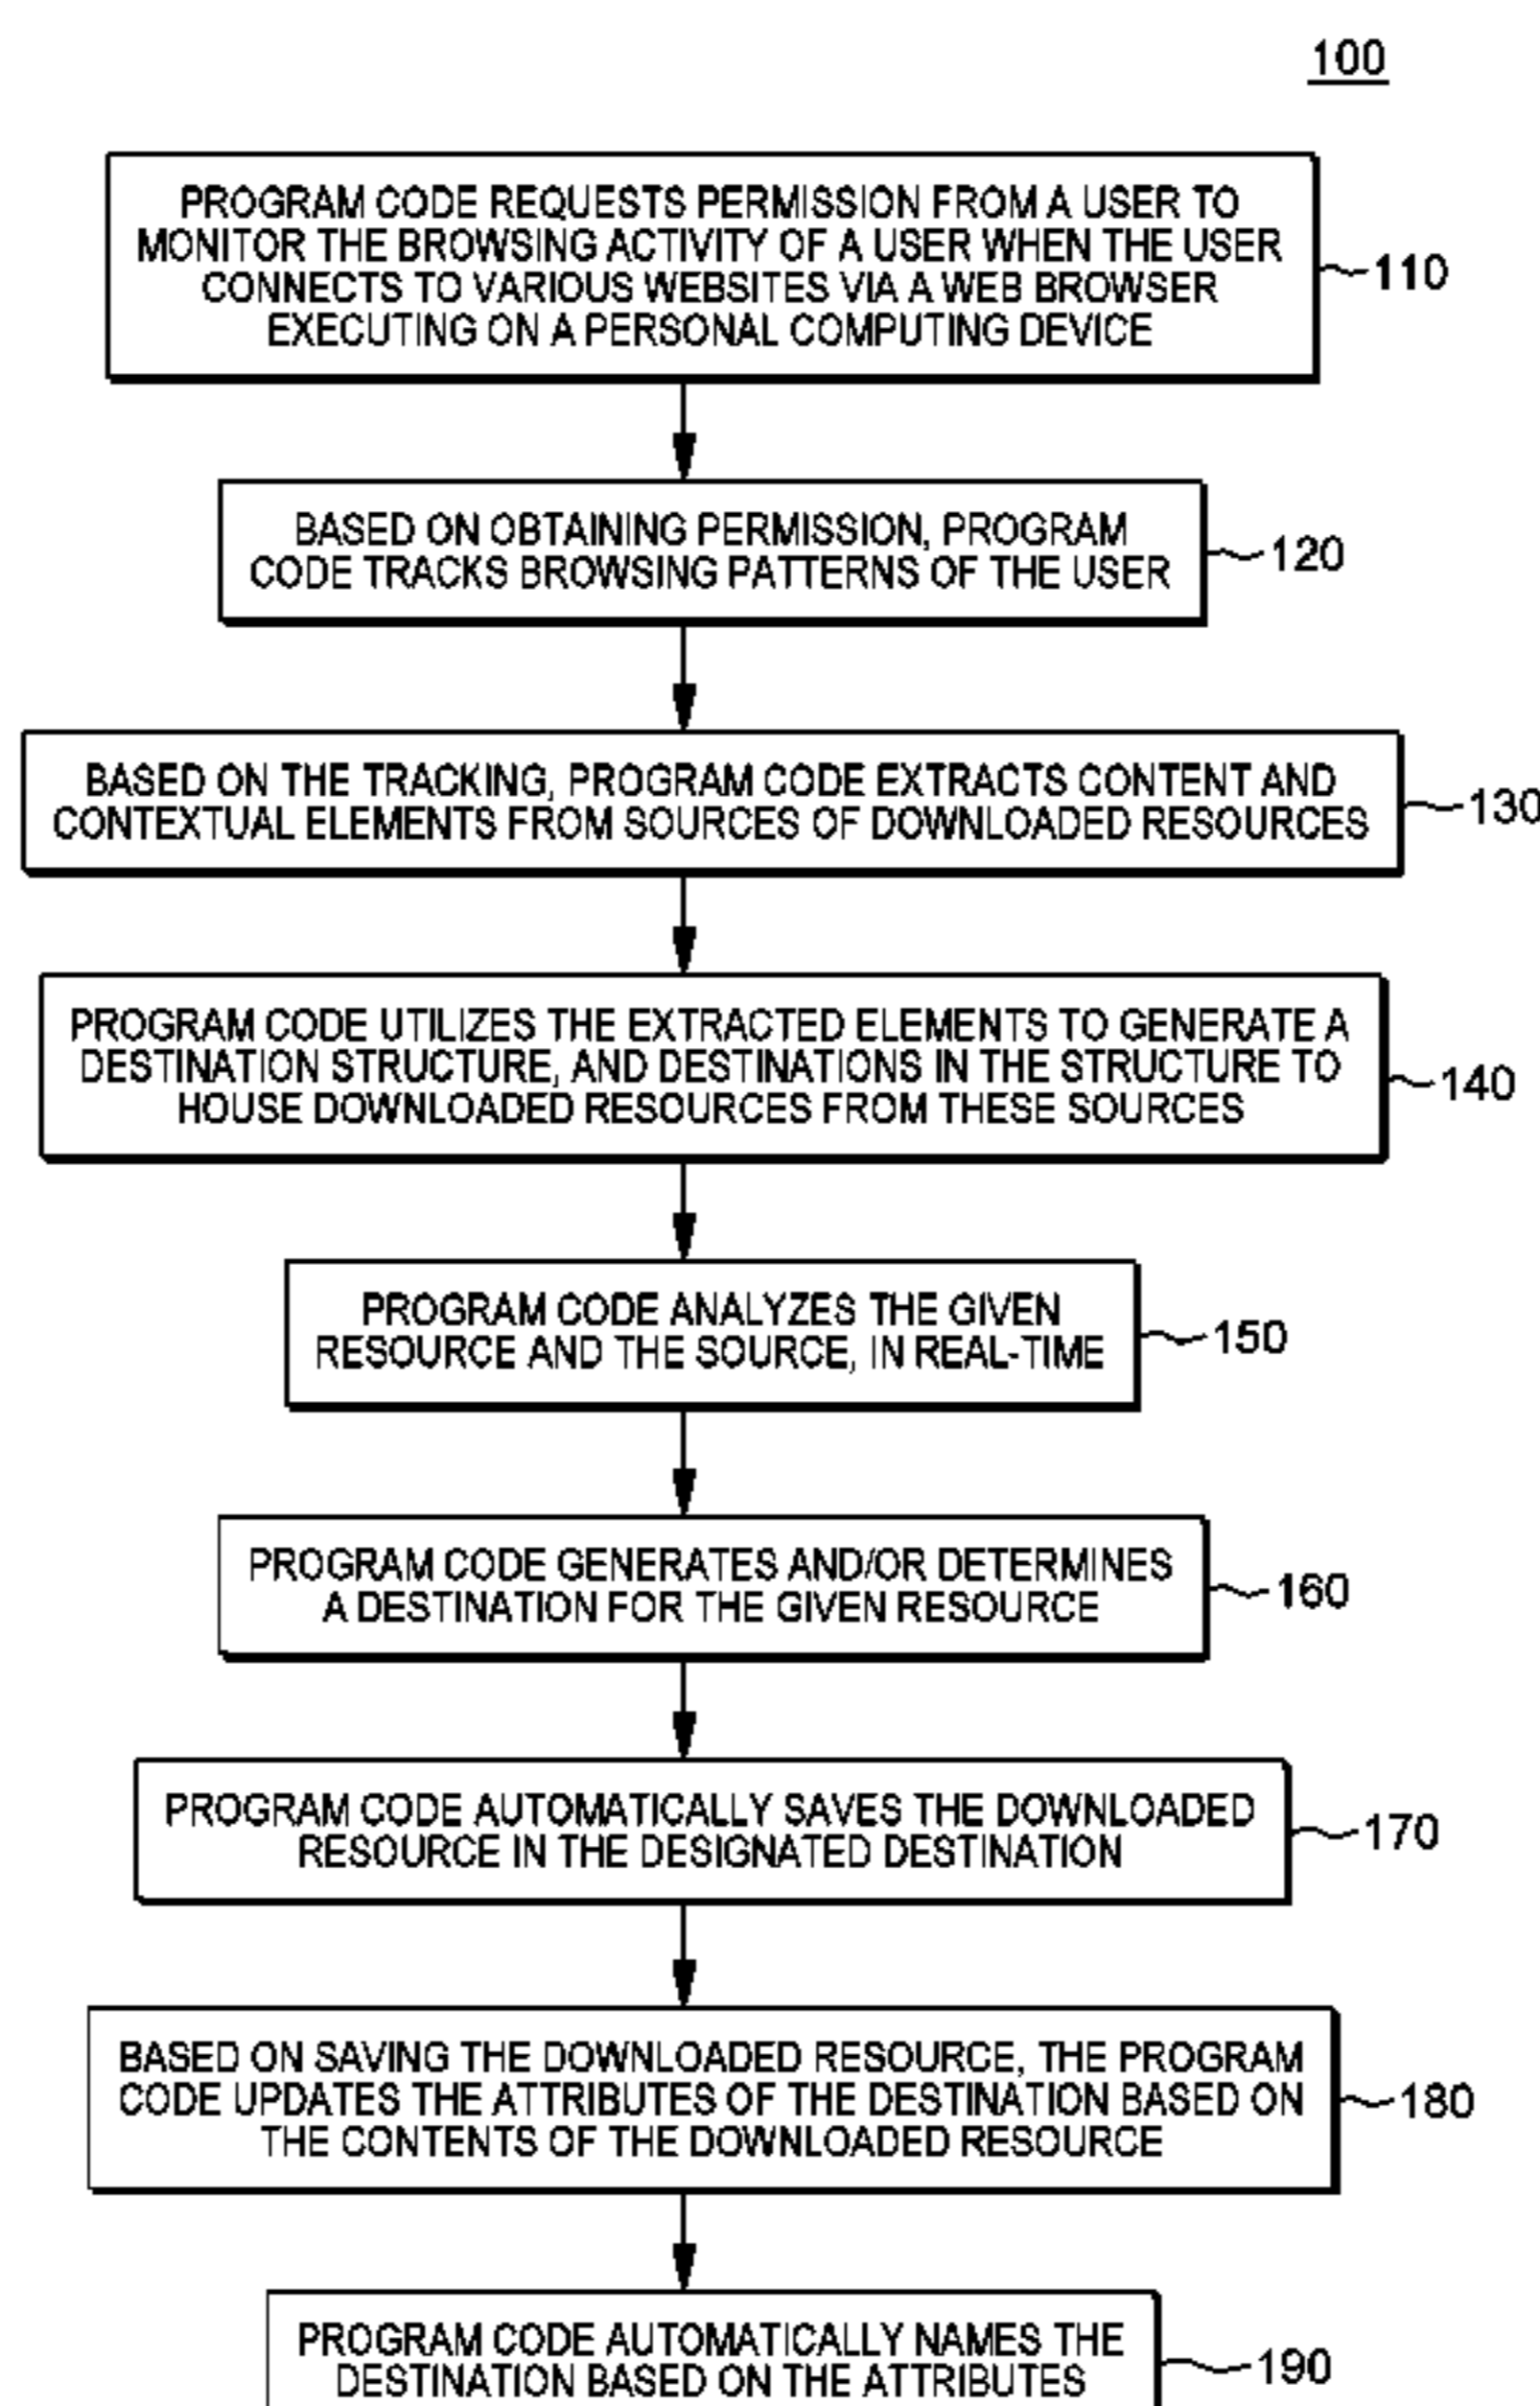 100
PROGRAM CODE REQUESTS PERMISSION FROM A USER TO
MONITOR THE BROWSING ACTIVITY OF A USER WHEN THE USER
CONNECTS TO VARIOUS WEBSITES VIA A WEB BROWSER
EXECUTING ON A PERSONAL COMPUTING DEVICE
110
BASED ON OBTAINING PERMISSION, PROGRAM
CODE TRACKS BROWSING PATTERNS OF THE USER
120
BASED ON THE TRACKING, PROGRAM CODE EXTRACTS CONTENT AND
CONTEXTUAL ELEMENTS FROM SOURCES OF DOWNLOADED RESOURCES
130
PROGRAM CODE UTILIZES THE EXTRACTED ELEMENTS TO GENERATE A
DESTINATION STRUCTURE, AND DESTINATIONS IN THE STRUCTURE TO
HOUSE DOWNLOADED RESOURCES FROM THESE SOURCES
140
PROGRAM CODE ANALYZES THE GIVEN
RESOURCE AND THE SOURCE, IN REAL-TIME
150
PROGRAM CODE GENERATES AND/OR DETERMINES
A DESTINATION FOR THE GIVEN RESOURCE
160
PROGRAM CODE AUTOMATICALLY SAVES THE DOWNLOADED
RESOURCE IN THE DESIGNATED DESTINATION
170
BASED ON SAVING THE DOWNLOADED RESOURCE, THE PROGRAM
CODE UPDATES THE ATTRIBUTES OF THE DESTINATION BASED ON
THE CONTENTS OF THE DOWNLOADED RESOURCE
180
PROGRAM CODE AUTOMATICALLY NAMES THE
DESTINATION BASED ON THE ATTRIBUTES
190